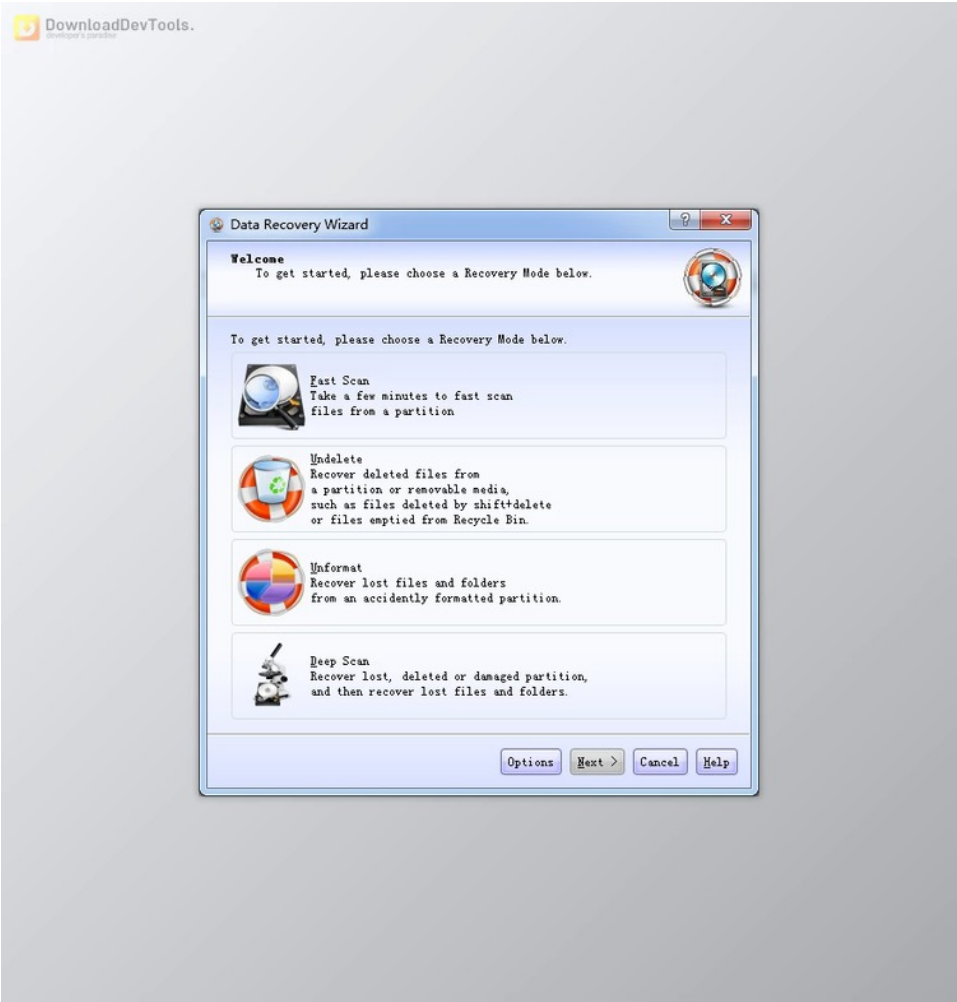 DownloadDevTools.
developer's paradise
Data Recovery Wizard
?
Welcome
To get started, please choose a Recovery Mode below.
To get started, please choose a Recovery Mode below.
Fast Scan
Take a few minutes to fast scan
files from a partition
Undelete
Recover deleted files from
a partition or removable media,
such as files deleted by shift+delete
or files emptied from Recycle Bin.
Unformat
Recover lost files and folders
from an accidently formatted partition.
Deep Scan
Recover lost, deleted or damaged partition,
and then recover lost files and folders.
Options
Next >
Cancel
Help